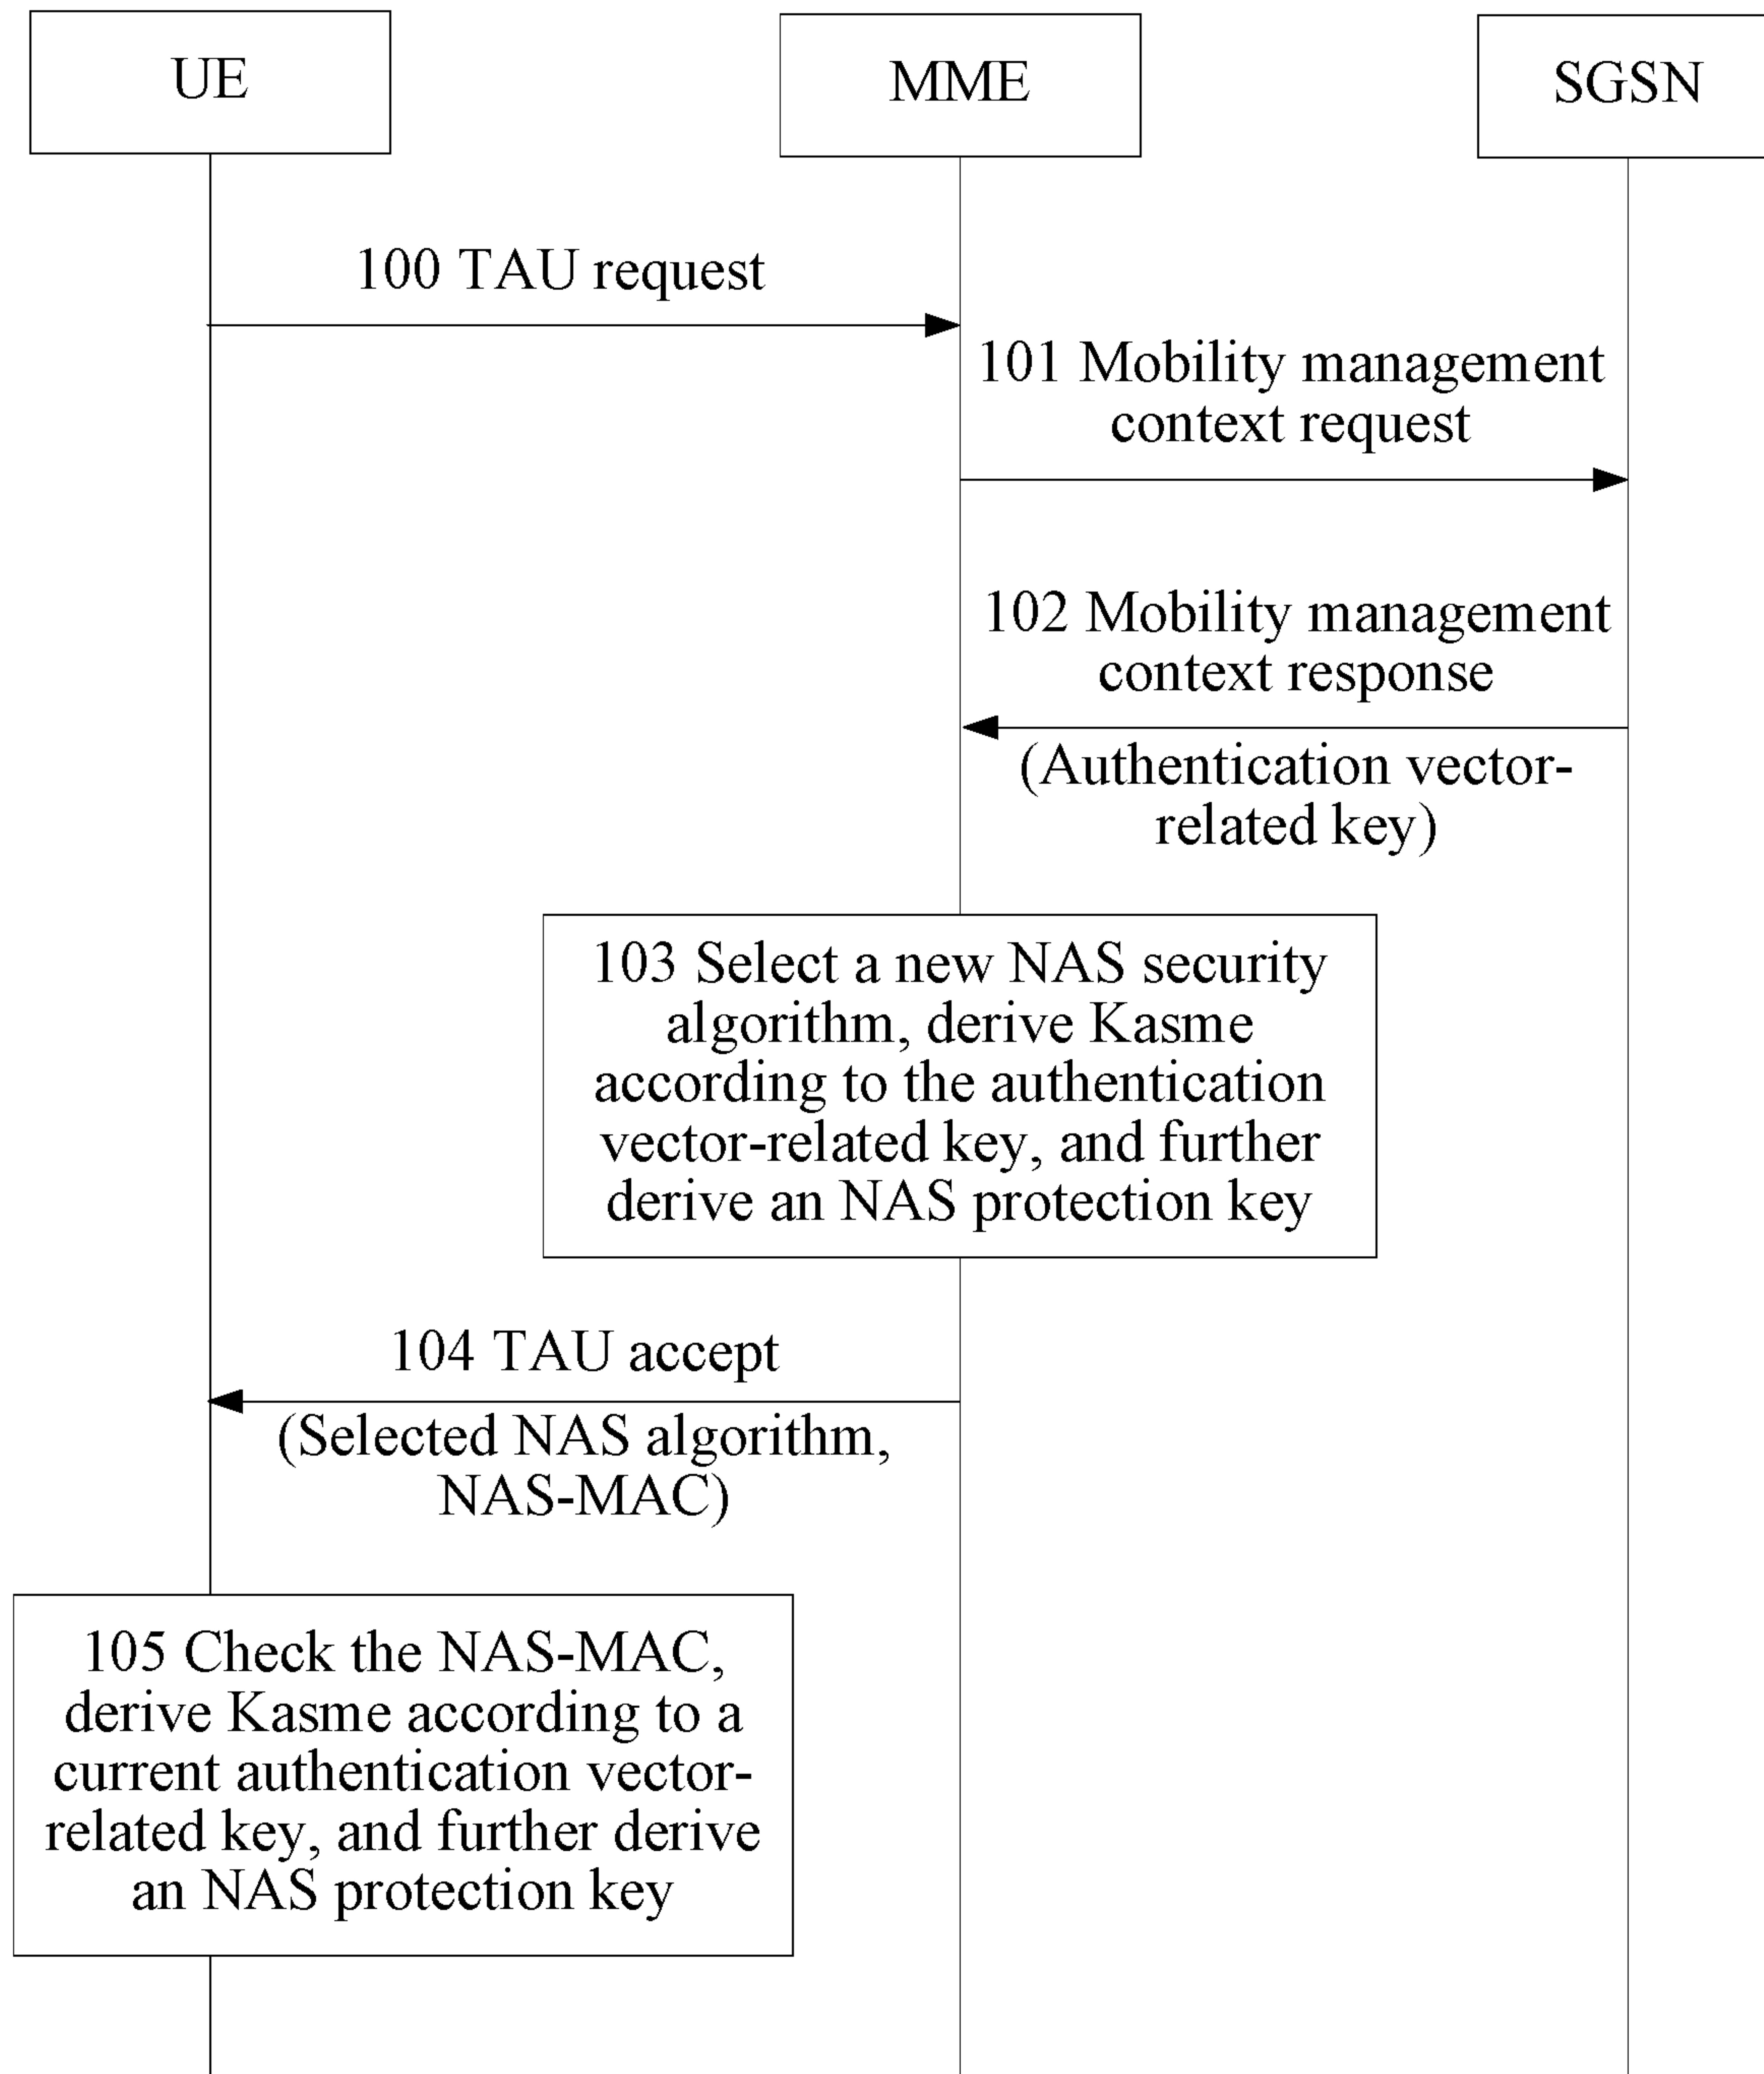 UE
MME
SGSN
100 TAU request
101 Mobility management
context request
102 Mobility management
context response
(Authentication vector-
related key)
103 Select a new NAS security
algorithm, derive Kasme
according to the authentication
vector-related key, and further
derive an NAS protection key
104 TAU accept
(Selected NAS algorithm,
NAS-MAC)
105 Check the NAS-MAC,
derive Kasme according to a
current authentication vector-
related key, and further derive
an NAS protection key